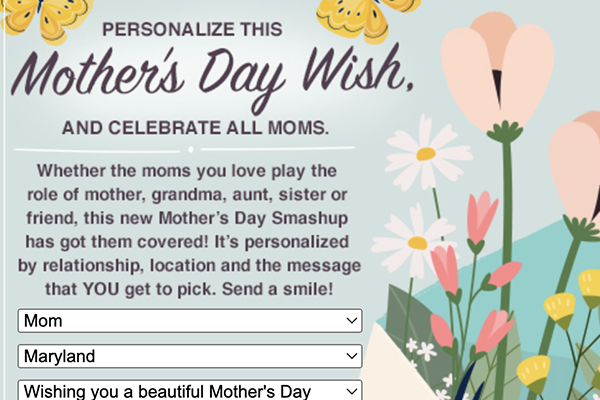 PERSONALIZE THIS
Mother's Day Wish,
AND CELEBRATE ALL MOMS.
Whether the moms you love play the
role of mother, grandma, aunt, sister or
friend, this new Mother's Day Smashup
has got them covered! It's personalized
by relationship, location and the message
that YOU get to pick. Send a smile!
Mom
Maryland
Wishing you a beautiful Mother's Day